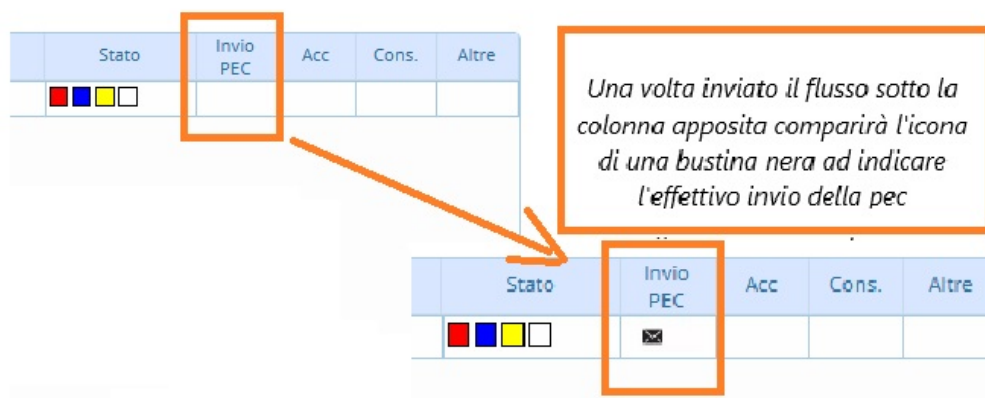 Stato Invio PEC Acc Cons. Altre
Una volta inviato il flusso sotto la
colonna apposita comparirà l'icona
di una bustina nera ad indicare
l'effettivo invio della pec
Stato Invio PEC Acc Cons. Altre